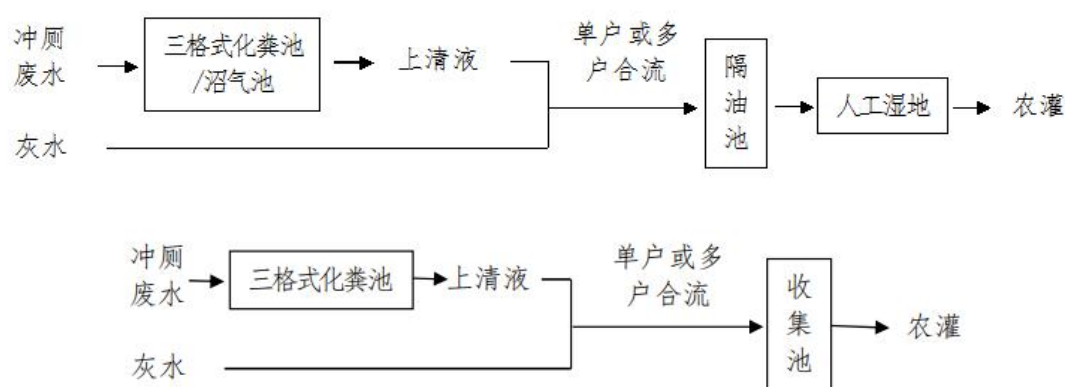 冲厕
废水
三格式化粪池
/沼气池
上清液
单户或多
户合流
隔
油
池
人工湿地
农灌
灰水
冲厕
废水
三格式化粪池
上清液
单户或多
户合流
收
集
池
农灌
灰水